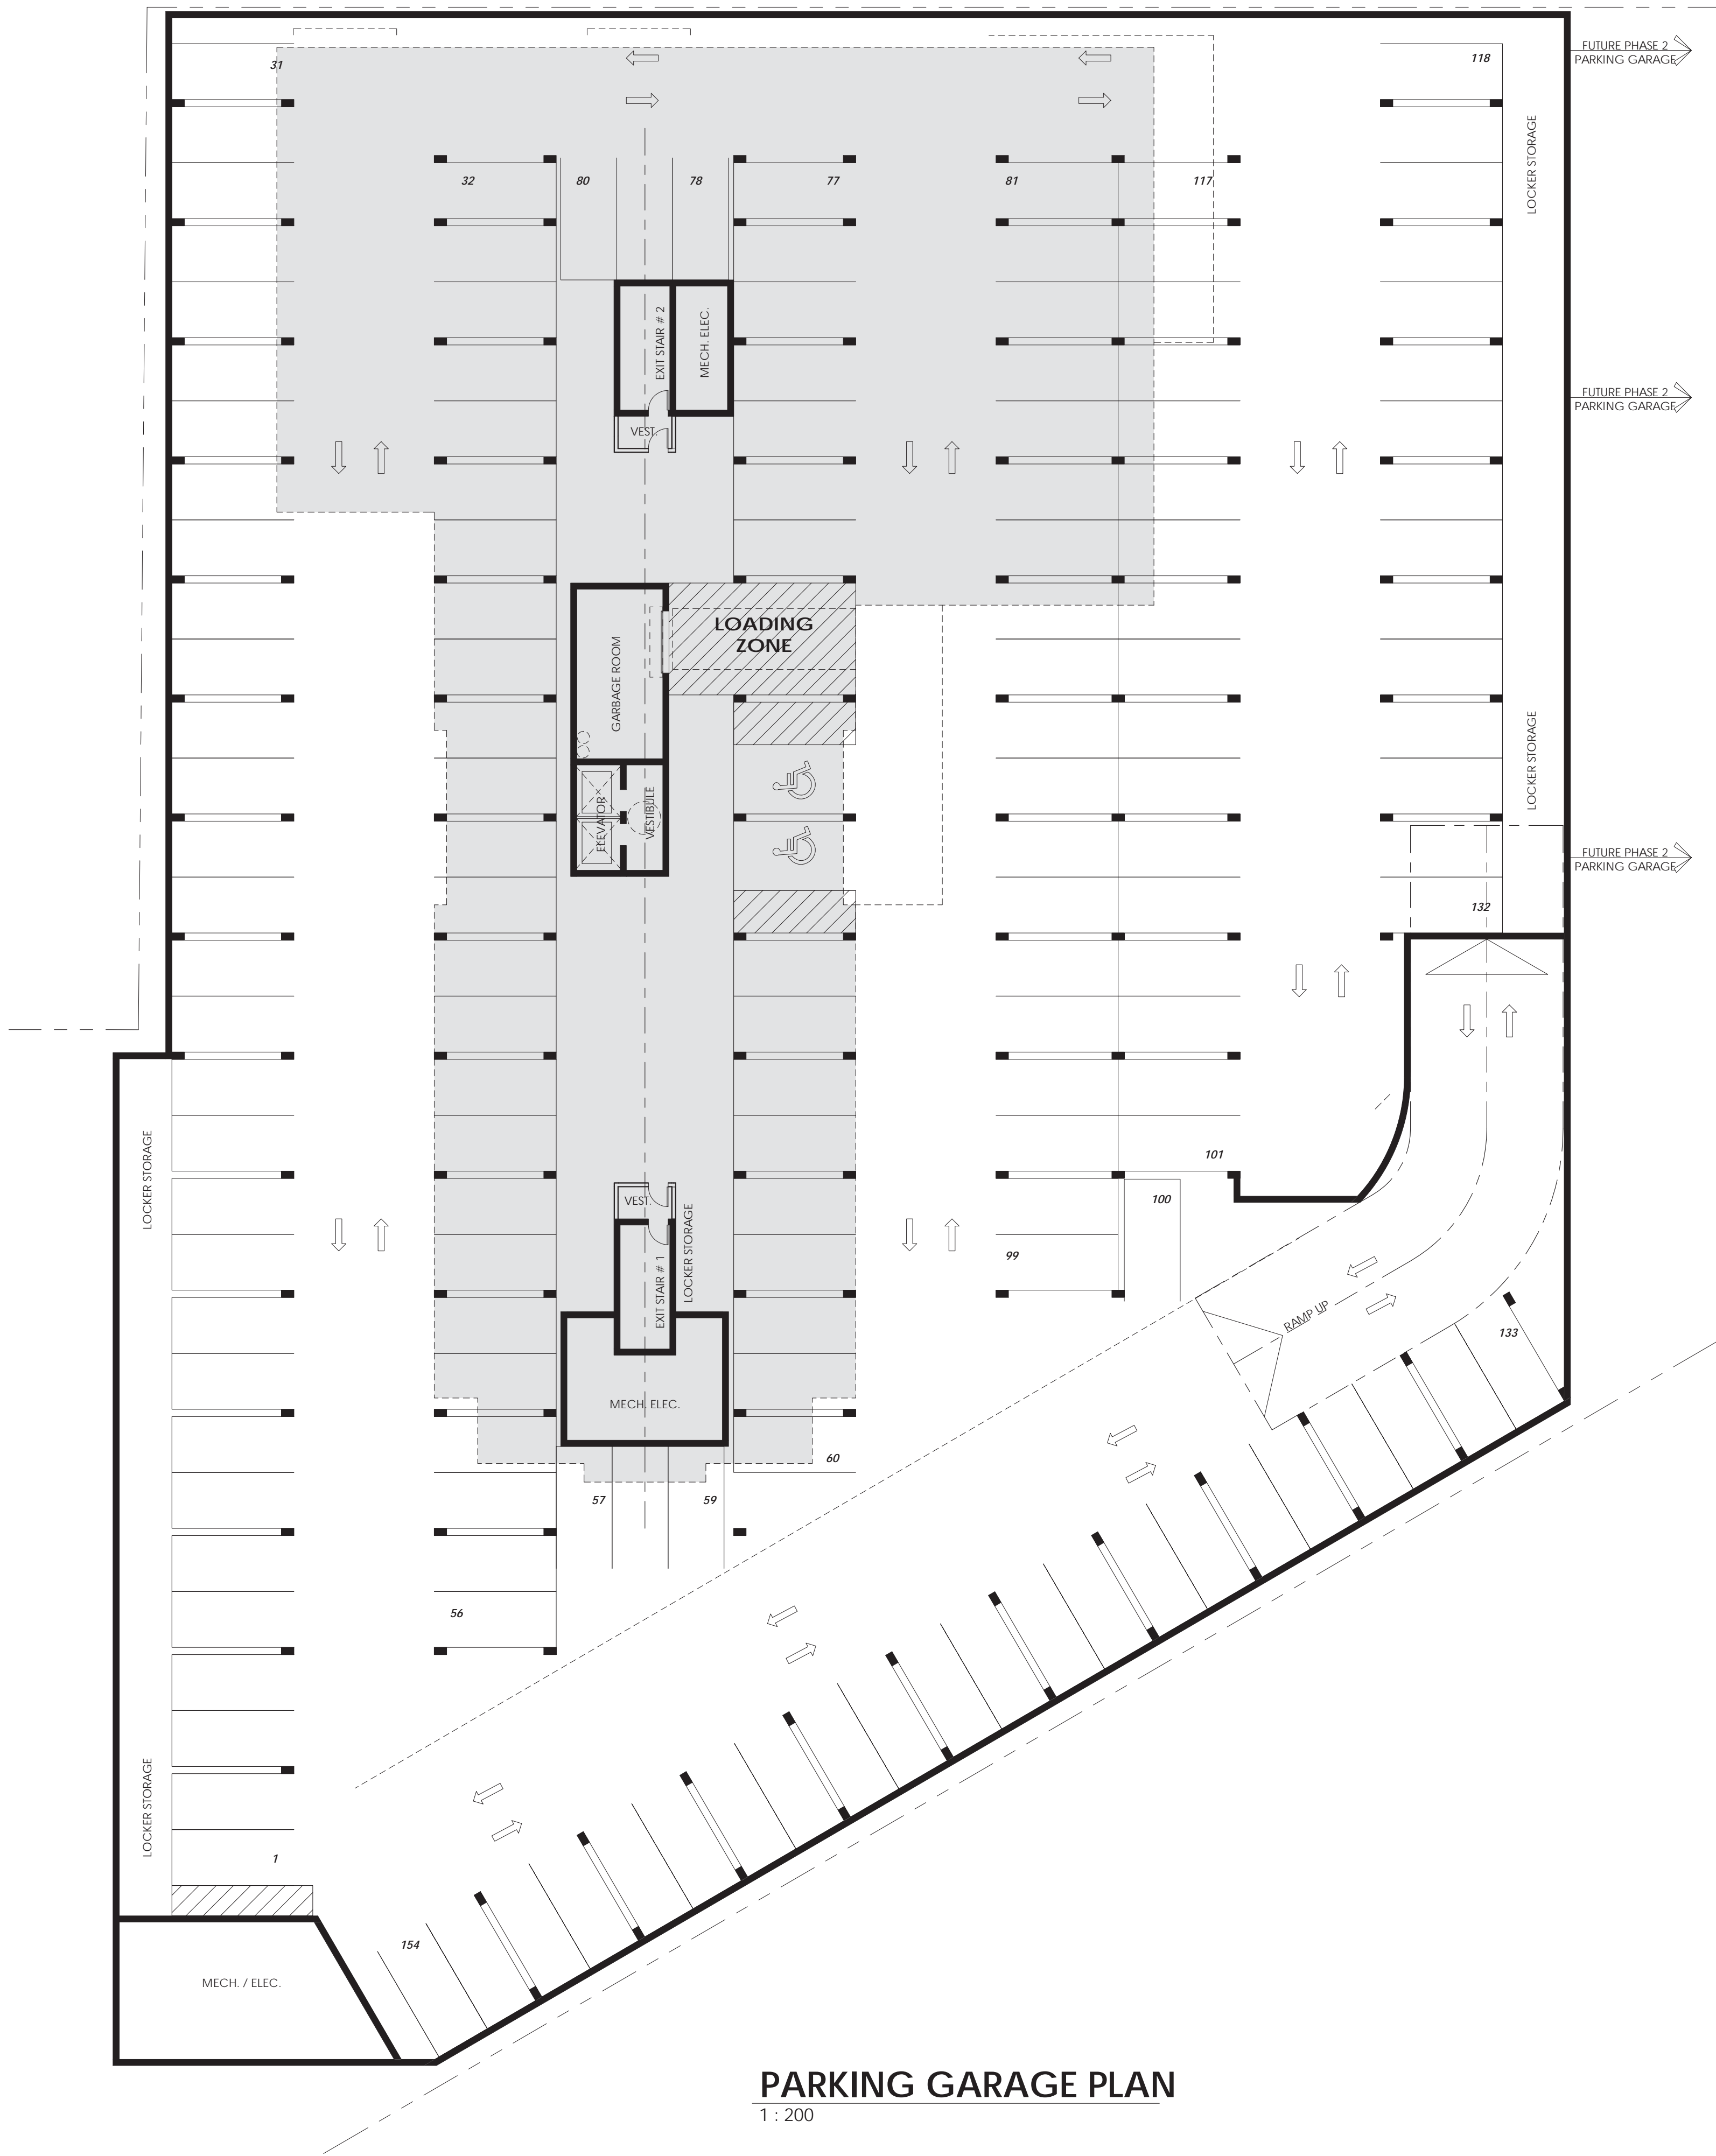 FUTURE PHASE 2
PARKING GARAGE
31
118
LOCKER STORAGE
32
80
78
77
81
117
EXIT STAIR # 2
MECH. ELEC.
FUTURE PHASE 2
PARKING GARAGE
VEST.
LOADING
ZONE
GARBAGE ROOM
LOCKER STORAGE
ELEVATOR
VESTIBULE
FUTURE PHASE 2
PARKING GARAGE
132
LOCKER STORAGE
101
100
VEST.
LOCKER STORAGE
EXIT STAIR # 1
99
RAMP UP
133
MECH. ELEC.
60
57
59
56
LOCKER STORAGE
1
154
MECH. / ELEC.
PARKING GARAGE PLAN
1 : 200